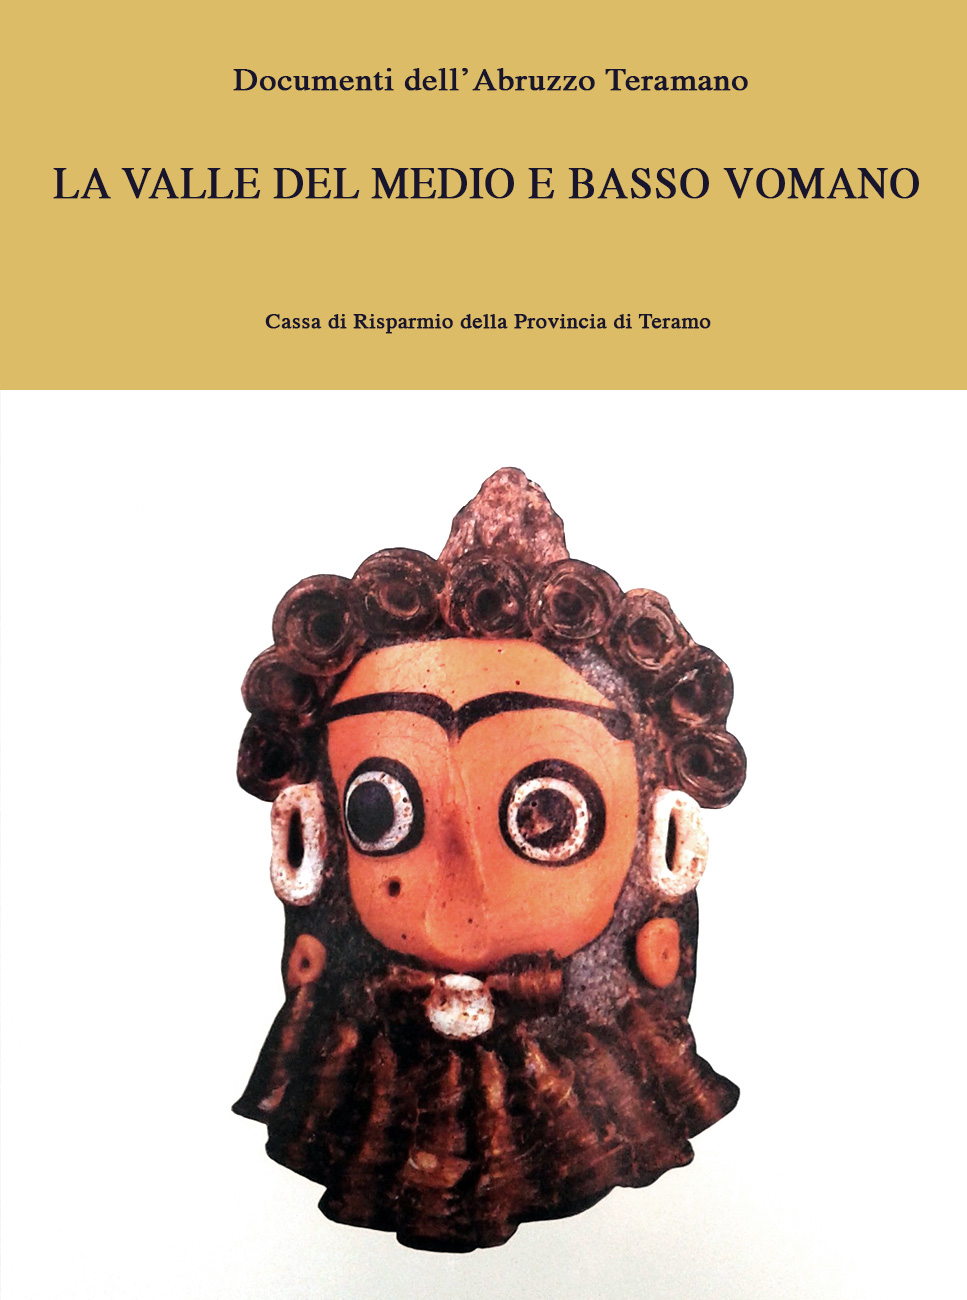 Documenti dell’Abruzzo Teramano
LA VALLE DEL MEDIO E BASSO VOMANO
Cassa di Risparmio della Provincia di Teramo